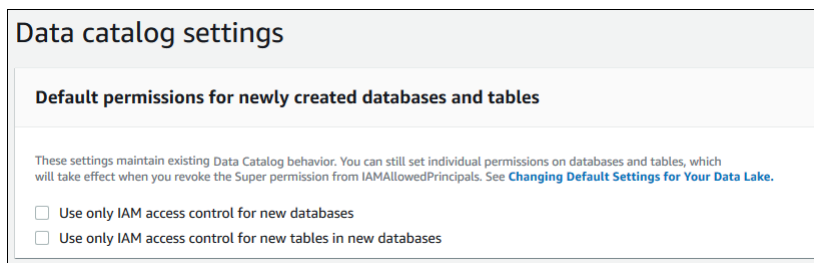 Data catalog settings
Default permissions for newly created databases and tables
These settings maintain existing Data Catalog behavior. You can still set individual permissions on databases and tables, which
will take effect when you revoke the Super permission from IAMAllowedPrincipals. See Changing Default Settings for Your Data Lake.
Use only IAM access control for new databases
Use only IAM access control for new tables in new databases